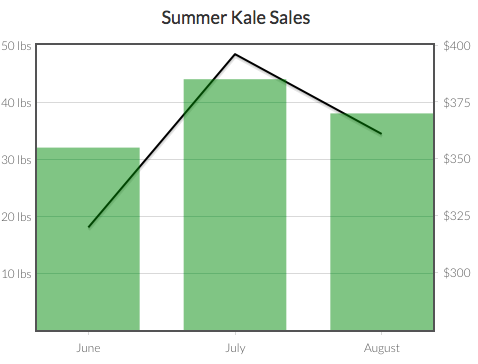 Summer Kale Sales
50 lbs
$400
40 lbs
$375
30 lbs
$350
20 lbs
$325
10 lbs
$300
June
July
August